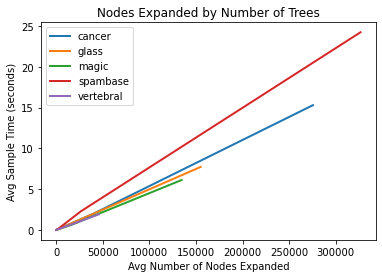 Nodes Expanded by Number of Trees
25
20
15
10
5
0
Avg Sample Time (seconds)
cancer
glass
magic
spambase
vertebral
0 50000 100000 150000 200000 250000 300000
Avg Number of Nodes Expanded